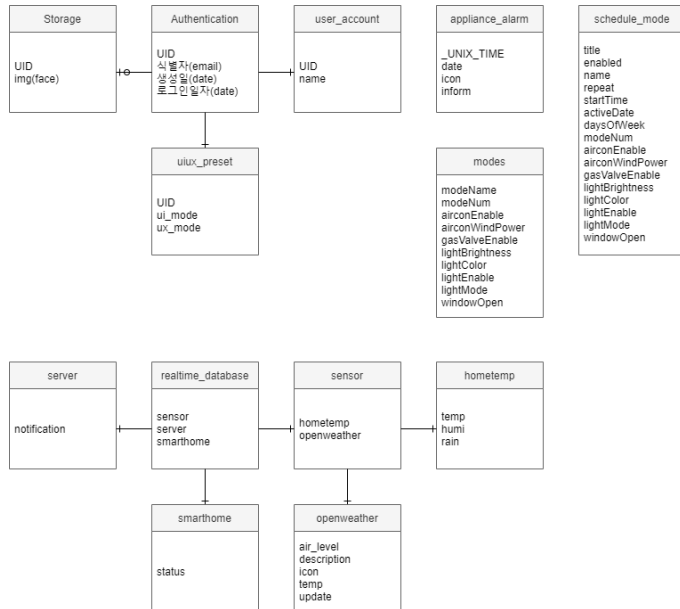 Storage
UID
img(face)
Authentication
UID
식별자(email)
생성일(date)
로그인일자(date)
user_account
UID
name
appliance_alarm
_UNIX_TIME
date
icon
inform
schedule_mode
title
enabled
name
repeat
startTime
activeDate
daysOfWeek
modeNum
airconEnable
airconWindPower
gasValveEnable
lightBrightness
lightColor
lightEnable
lightMode
windowOpen
uiux_preset
UID
ui_mode
ux_mode
modes
modeName
modeNum
airconEnable
airconWindPower
gasValveEnable
lightBrightness
lightColor
lightEnable
lightMode
windowOpen
server
notification
realtime_database
sensor
server
smarthome
sensor
hometemp
openweather
hometemp
temp
humi
rain
smarthome
status
openweather
air_level
description
icon
temp
update